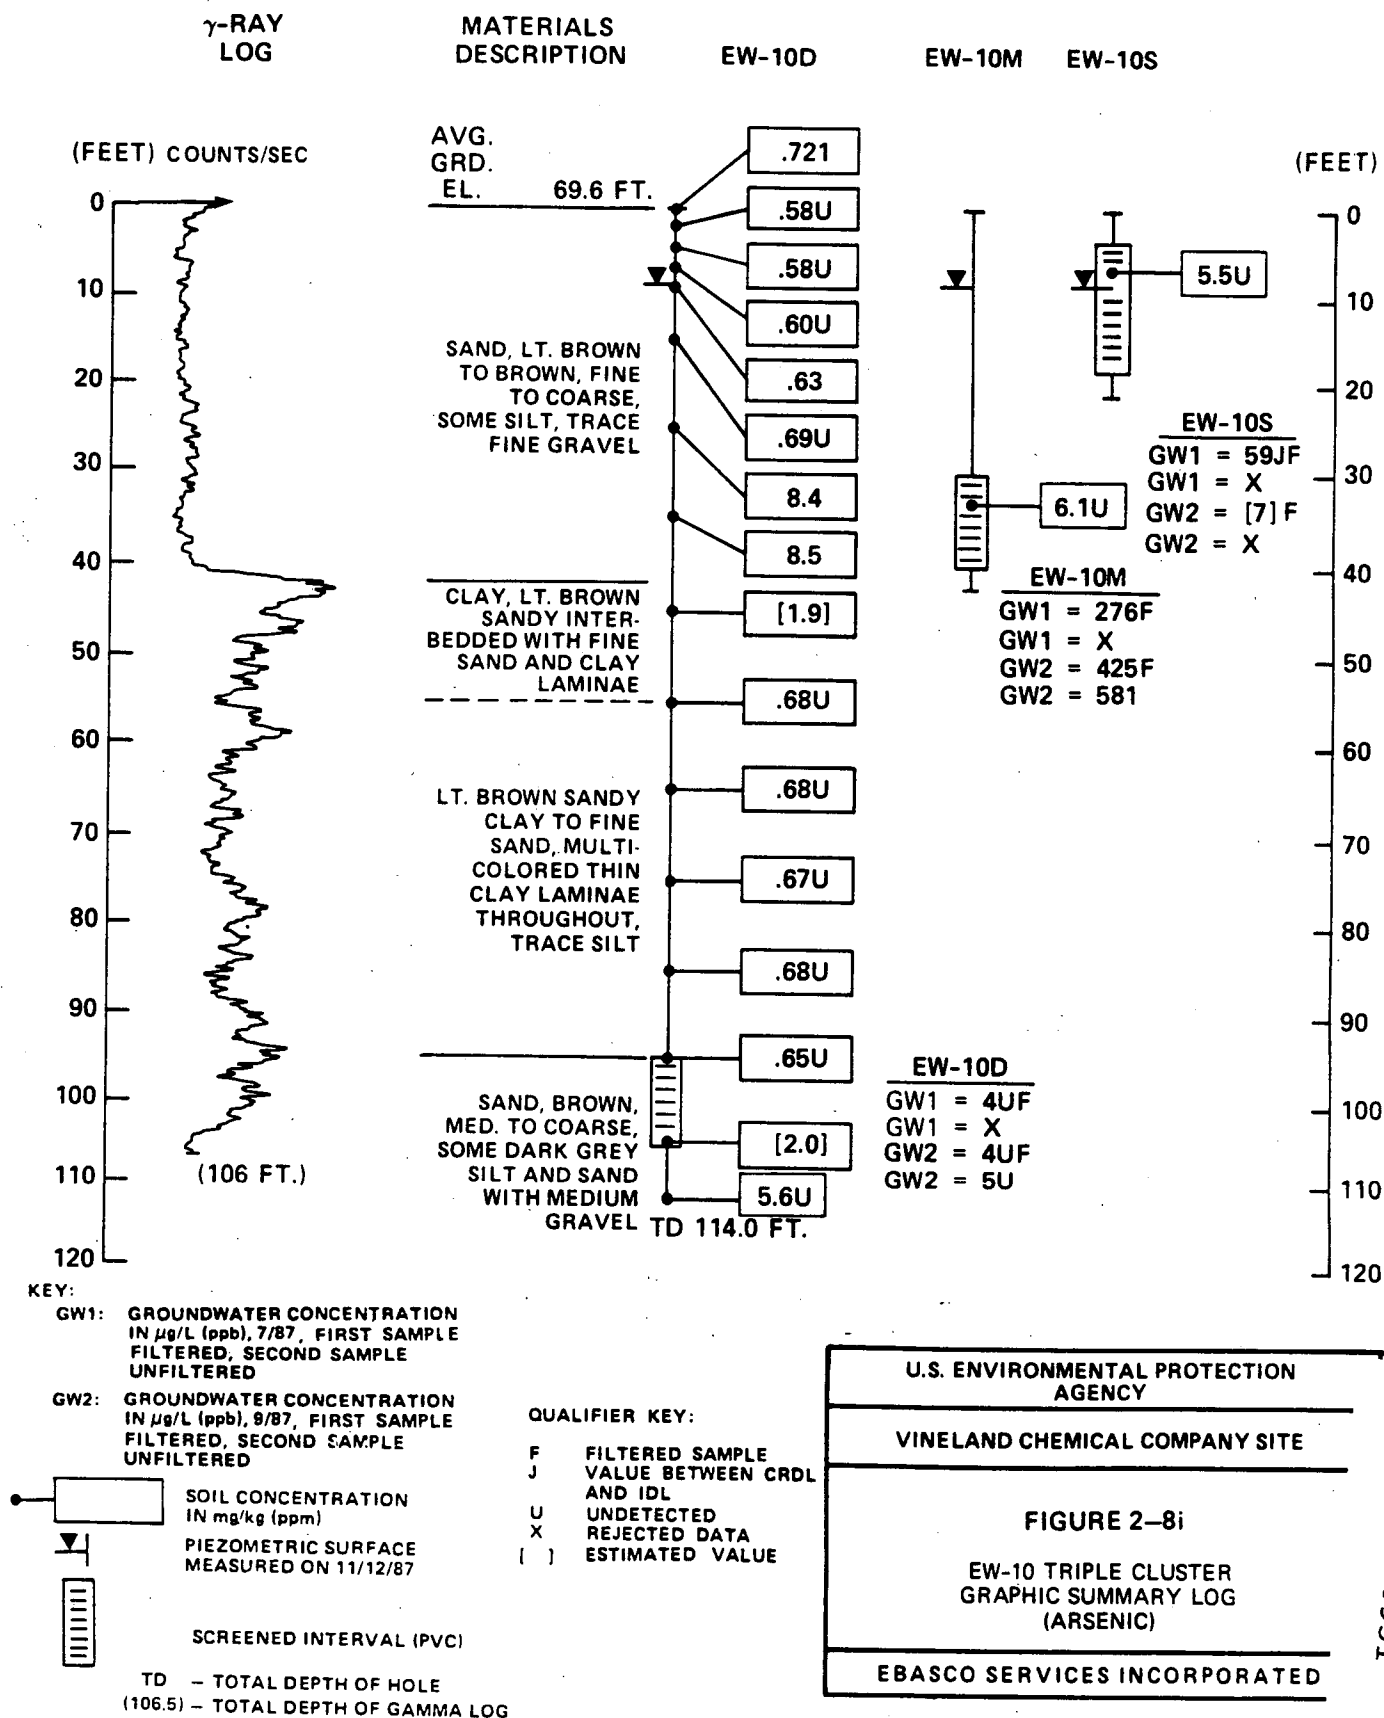 γ-RAY
LOG
MATERIALS
DESCRIPTION
EW-10D
EW-10M
EW-10S
(FEET) COUNTS/SEC
AVG.
GRD.
EL. 69.6 FT.
(FEET)
0
10
20
30
40
50
60
70
80
90
100
110
120
(106 FT.)
SAND, LT. BROWN
TO BROWN, FINE
TO COARSE,
SOME SILT, TRACE
FINE GRAVEL
CLAY, LT. BROWN
SANDY INTER-
BEDDED WITH FINE
SAND AND CLAY
LAMINAE
LT. BROWN SANDY
CLAY TO FINE
SAND, MULTI-
COLORED THIN
CLAY LAMINAE
THROUGHOUT,
TRACE SILT
SAND, BROWN,
MED. TO COARSE,
SOME DARK GREY
SILT AND SAND
WITH MEDIUM
GRAVEL
.721
.58U
.58U
.60U
.63
.69U
8.4
8.5
[1.9]
.68U
.68U
.67U
.68U
.65U
[2.0]
5.6U
TD 114.0 FT.
6.1U
5.5U
EW-10S
GW1 = 59JF
GW1 = X
GW2 = [7] F
GW2 = X
EW-10M
GW1 = 276F
GW1 = X
GW2 = 425F
GW2 = 581
EW-10D
GW1 = 4UF
GW1 = X
GW2 = 4UF
GW2 = 5U
0
10
20
30
40
50
60
70
80
90
100
110
120
KEY:
GW1: GROUNDWATER CONCENTRATION
IN µg/L (ppb), 7/87, FIRST SAMPLE
FILTERED, SECOND SAMPLE
UNFILTERED
GW2: GROUNDWATER CONCENTRATION
IN µg/L (ppb), 9/87, FIRST SAMPLE
FILTERED, SECOND SAMPLE
UNFILTERED
SOIL CONCENTRATION
IN mg/kg (ppm)
PIEZOMETRIC SURFACE
MEASURED ON 11/12/87
SCREENED INTERVAL (PVC)
TD – TOTAL DEPTH OF HOLE
(106.5) – TOTAL DEPTH OF GAMMA LOG
QUALIFIER KEY:
F FILTERED SAMPLE
J VALUE BETWEEN CRDL
AND IDL
U UNDETECTED
X REJECTED DATA
[ ] ESTIMATED VALUE
U.S. ENVIRONMENTAL PROTECTION
AGENCY
VINELAND CHEMICAL COMPANY SITE
FIGURE 2–8i
EW-10 TRIPLE CLUSTER
GRAPHIC SUMMARY LOG
(ARSENIC)
EBASCO SERVICES INCORPORATED